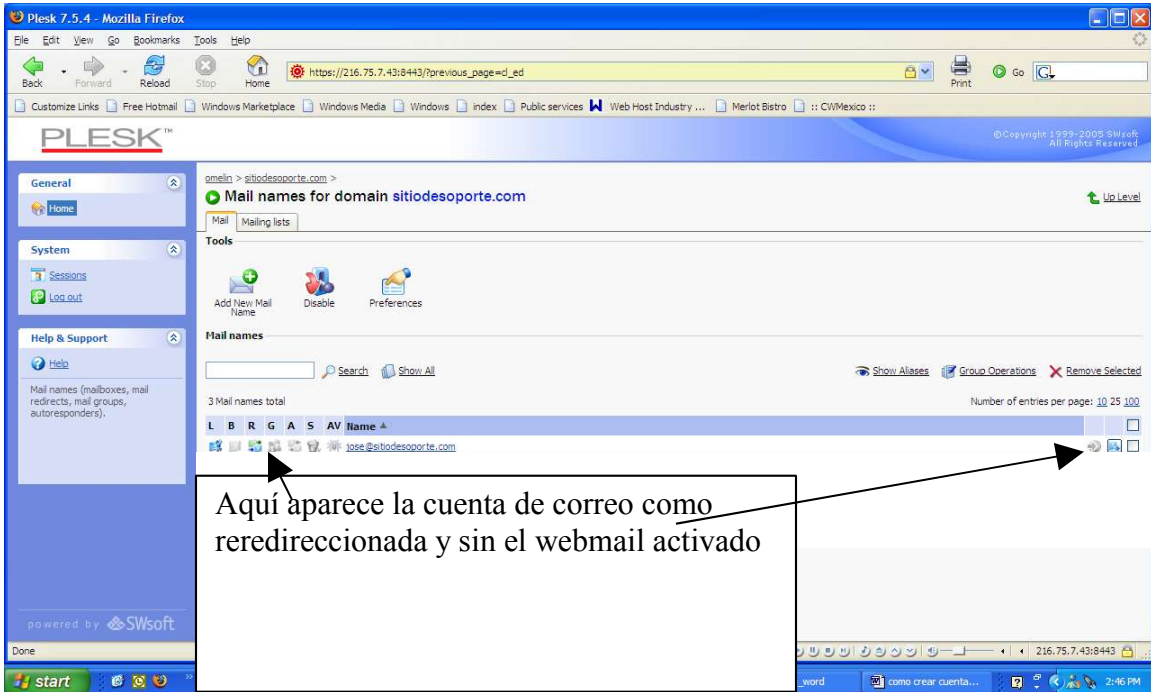 Plesk 7.5.4 - Mozilla Firefox
File Edit View Go Bookmarks Tools Help
Back Forward Reload Stop Home https://216.75.7.43:8443/?previous_page=cl_ed Print Go
Customize Links Free Hotmail Windows Marketplace Windows Media Windows index Public services Web Host Industry ... Merlot Bistro :: CWMexico ::
PLESK™
©Copyright 1999-2005 SWsoft
All Rights Reserved
General
Home
System
Sessions
Log out
Help & Support
Help
Mail names (mailboxes, mail
redirects, mail groups,
autoresponders).
powered by SWsoft
omelin > sitiodesoporte.com >
Mail names for domain sitiodesoporte.com
Up Level
Mail Mailing lists
Tools
Add New Mail
Name
Disable
Preferences
Mail names
Search Show All Show Aliases Group Operations Remove Selected
3 Mail names total Number of entries per page: 10 25 100
L B R G A S AV Name
jose@sitiodesoporte.com
Aquí aparece la cuenta de correo como
reredireccionada y sin el webmail activado
Done 216.75.7.43:8443
start _word como crear cuenta... 2:46 PM